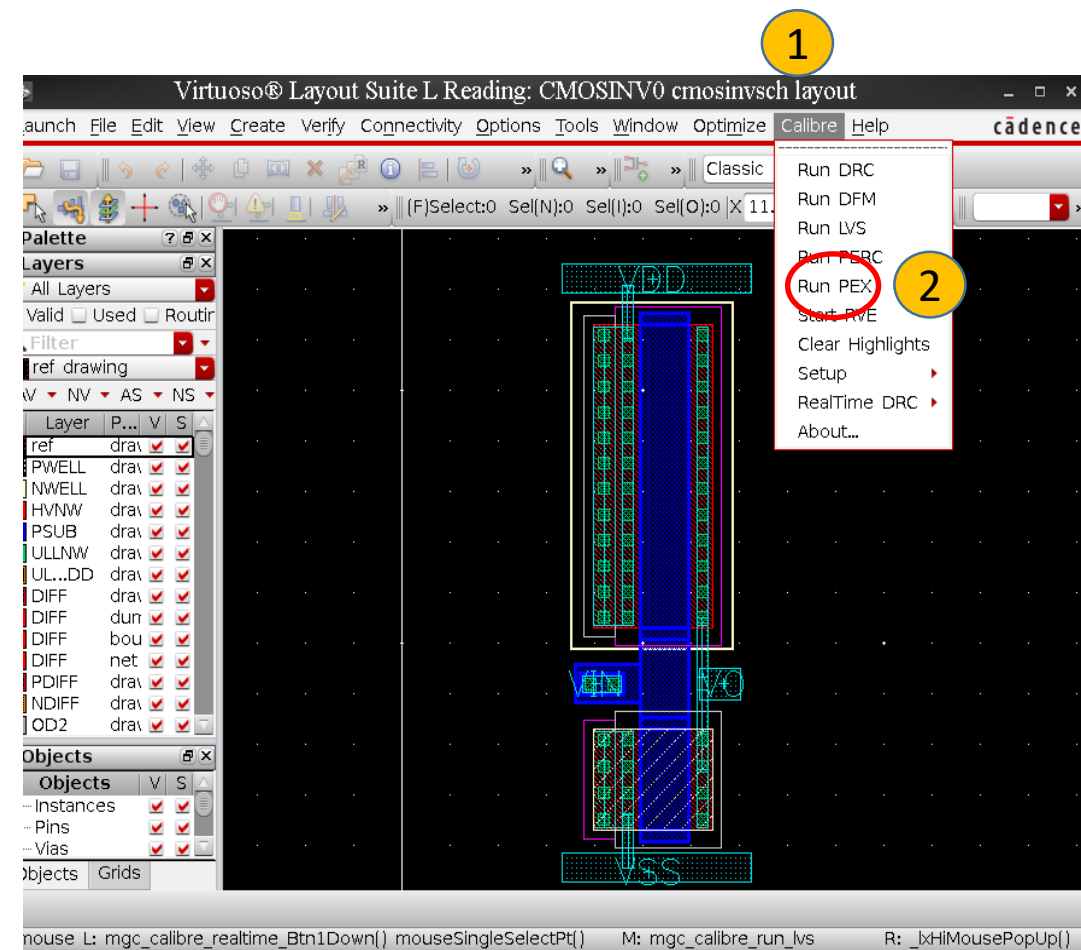 1
Virtuoso® Layout Suite L Reading: CMOSINV0 cmosinvsch layout
aunch File Edit View Create Verify Connectivity Options Tools Window Optimize Calibre Help cādence
» » » Classic
» (F)Select:0 Sel(N):0 Sel(I):0 Sel(O):0 X 11. »
Run DRC
Run DFM
Run LVS
Run PERC
Run PEX
2
Start RVE
Clear Highlights
Setup
RealTime DRC
About...
Palette
Layers
All Layers
Valid Used Routin
Filter
ref drawing
AV NV AS NS
Layer P... V S
ref drav
PWELL drav
NWELL drav
HVNW drav
PSUB drav
ULLNW drav
UL...DD drav
DIFF drav
DIFF dum
DIFF bou
DIFF net
PDIFF drav
NDIFF drav
OD2 drav
Objects
Objects V S
Instances
Pins
Vias
Objects Grids
VDD
VIN
VO
VSS
mouse L: mgc_calibre_realtime_Btn1Down() mouseSingleSelectPt() M: mgc_calibre_run_lvs R: _lxHiMousePopUp()